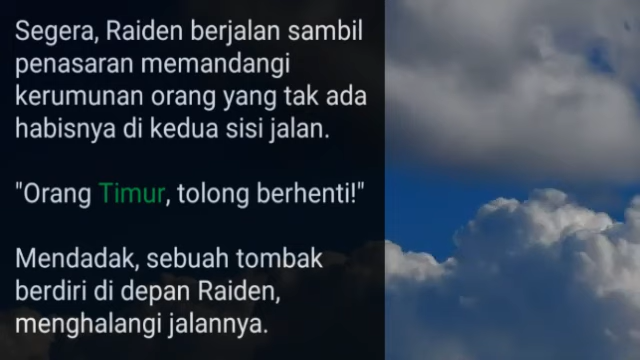 Segera, Raiden berjalan sambil
penasaran memandangi
kerumunan orang yang tak ada
habisnya di kedua sisi jalan.
"Orang Timur, tolong berhenti!"
Mendadak, sebuah tombak
berdiri di depan Raiden,
menghalangi jalannya.